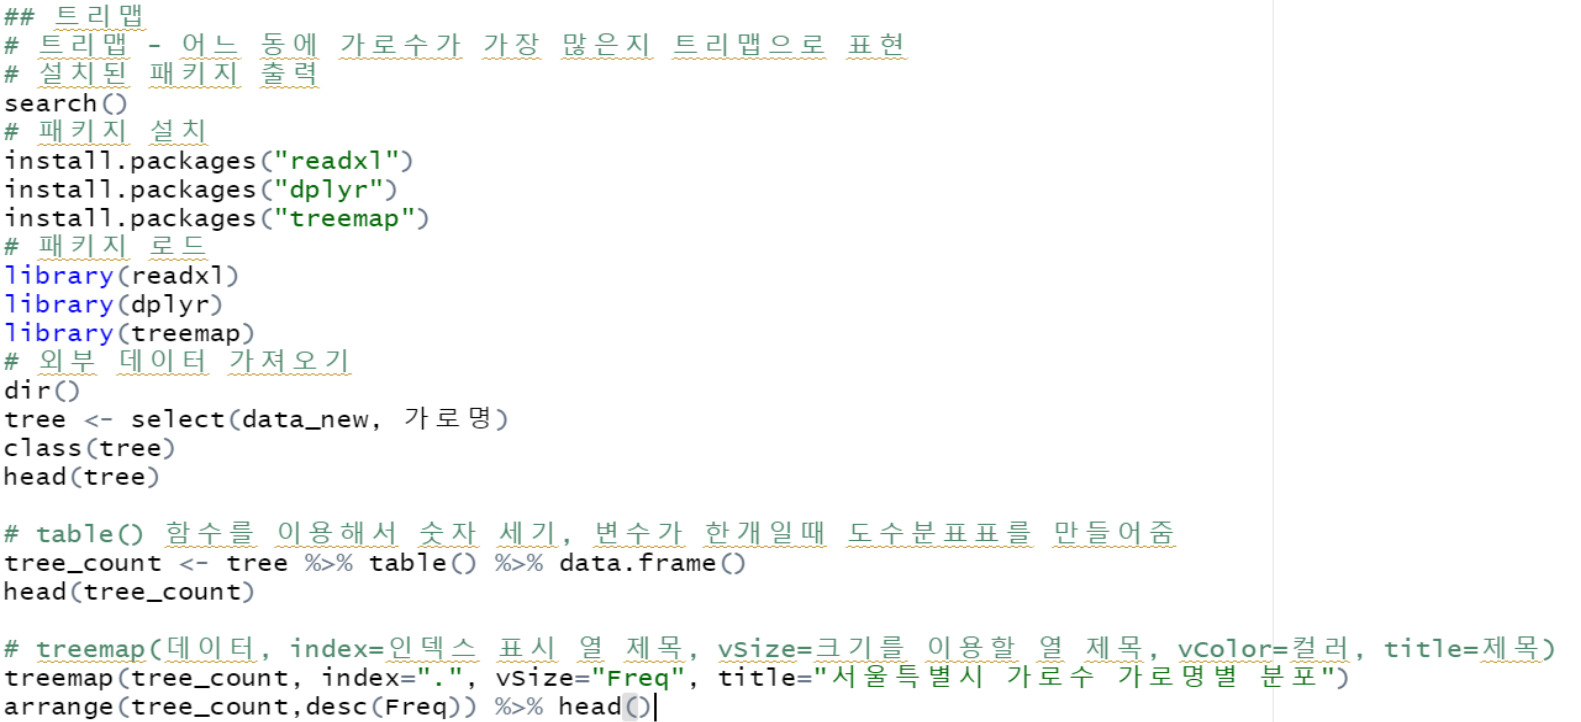 ## 트리맵
# 트리맵 - 어느 동에 가로수가 가장 많은지 트리맵으로 표현
# 설치된 패키지 출력
search()
# 패키지 설치
install.packages("readxl")
install.packages("dplyr")
install.packages("treemap")
# 패키지 로드
library(readxl)
library(dplyr)
library(treemap)
# 외부 데이터 가져오기
dir()
tree <- select(data_new, 가로명)
class(tree)
head(tree)
# table() 함수를 이용해서 숫자 세기, 변수가 한개일때 도수분표표를 만들어줌
tree_count <- tree %>% table() %>% data.frame()
head(tree_count)
# treemap(데이터, index=인덱스 표시 열 제목, vSize=크기를 이용할 열 제목, vColor=컬러, title=제목)
treemap(tree_count, index=".", vSize="Freq", title="서울특별시 가로수 가로명별 분포")
arrange(tree_count,desc(Freq)) %>% head()